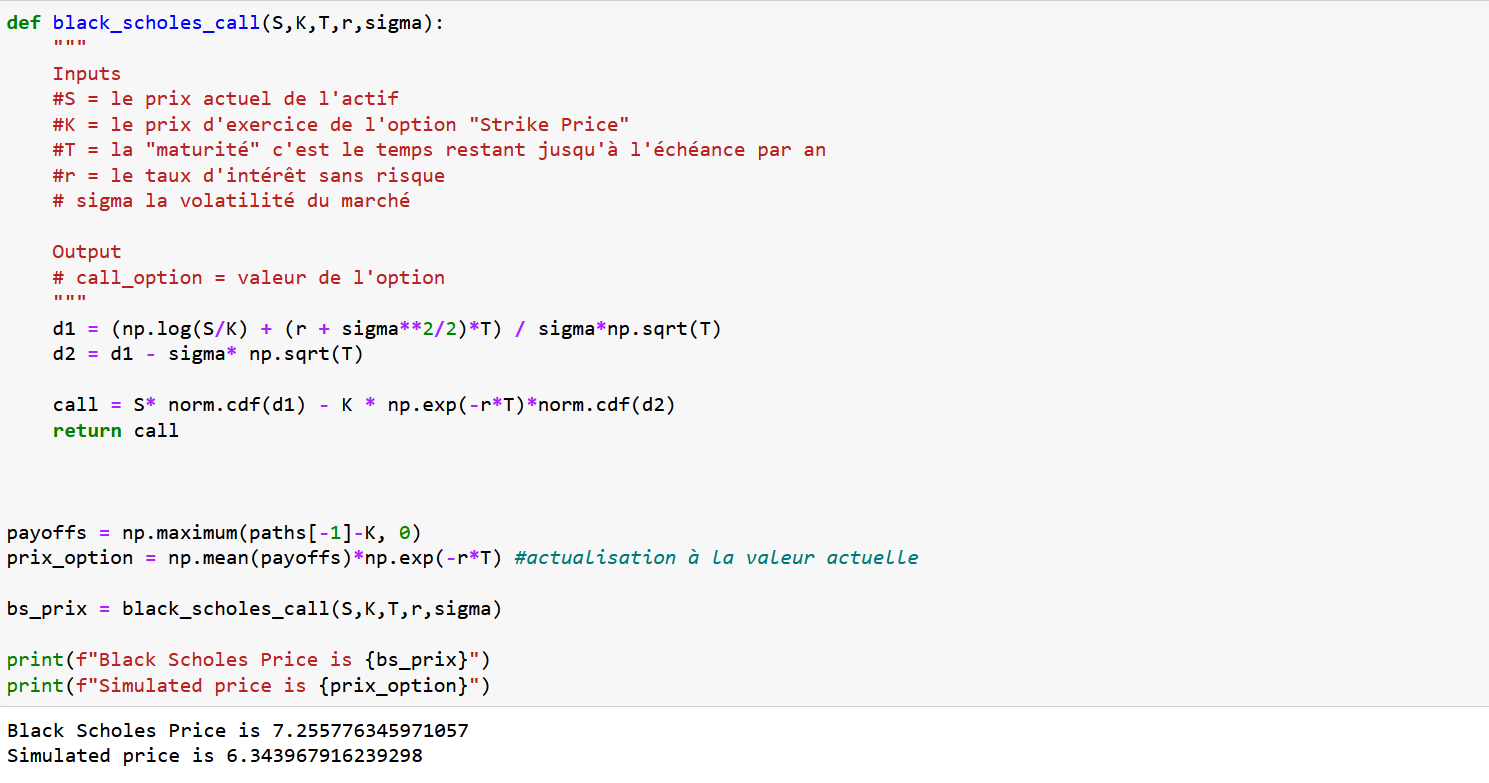 def black_scholes_call(S,K,T,r,sigma):
    """
    Inputs
    #S = le prix actuel de l'actif
    #K = le prix d'exercice de l'option "Strike Price"
    #T = la "maturité" c'est le temps restant jusqu'à l'échéance par an
    #r = le taux d'intérêt sans risque
    # sigma la volatilité du marché

    Output
    # call_option = valeur de l'option
    """
    d1 = (np.log(S/K) + (r + sigma**2/2)*T) / sigma*np.sqrt(T)
    d2 = d1 - sigma* np.sqrt(T)

    call = S* norm.cdf(d1) - K * np.exp(-r*T)*norm.cdf(d2)
    return call

payoffs = np.maximum(paths[-1]-K, 0)
prix_option = np.mean(payoffs)*np.exp(-r*T) #actualisation à la valeur actuelle

bs_prix = black_scholes_call(S,K,T,r,sigma)

print(f"Black Scholes Price is {bs_prix}")
print(f"Simulated price is {prix_option}")

Black Scholes Price is 7.255776345971057
Simulated price is 6.343967916239298